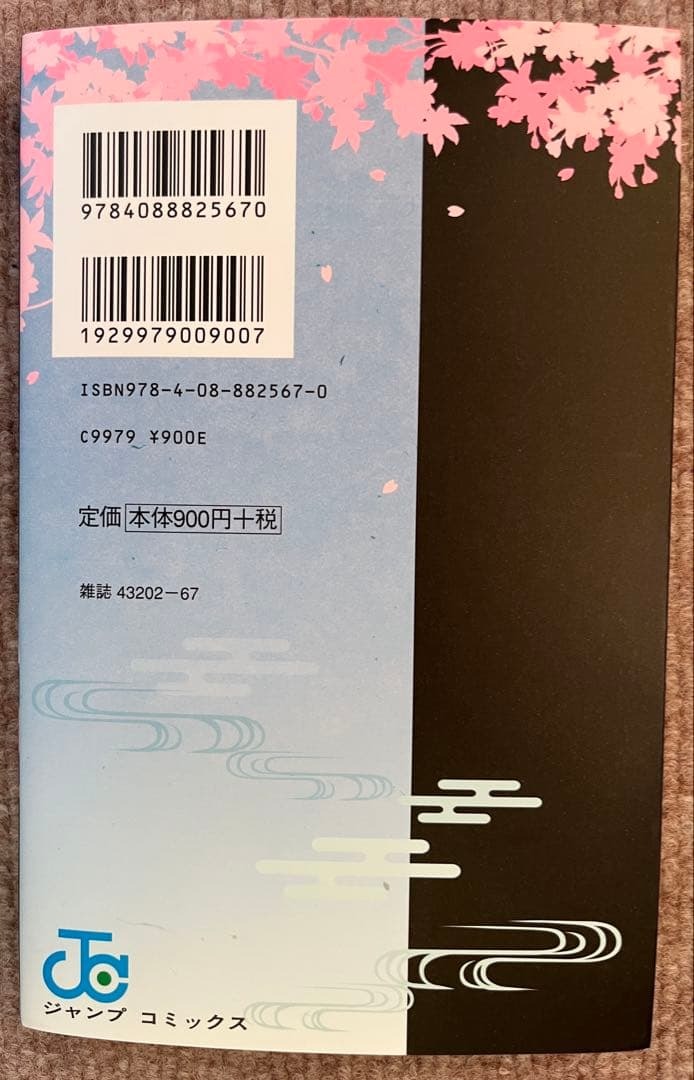 9784088825670
1929979009007
ISBN978-4-08-882567-0
C9979 ¥900E
定価 本体900円+税
雑誌 43202-67
JC
ジャンプ コミックス